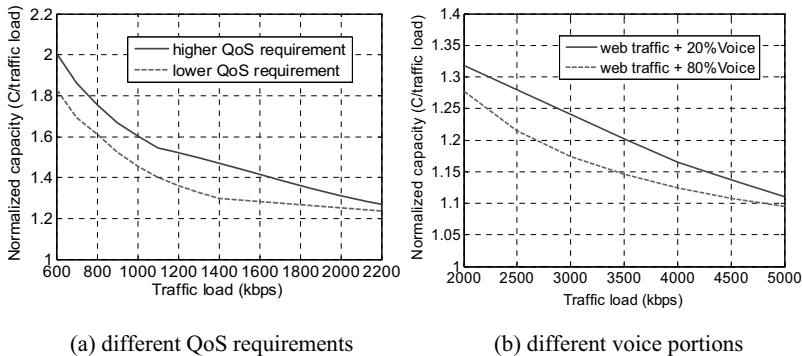 2.2
2
1.8
1.6
1.4
1.2
1
Normalized capacity (C/traffic load)
higher QoS requirement
lower QoS requirement
600 800 1000 1200 1400 1600 1800 2000 2200
Traffic load (kbps)
(a) different QoS requirements
1.4
1.35
1.3
1.25
1.2
1.15
1.1
1.05
1
Normalized capacity (C/traffic load)
web traffic + 20%Voice
web traffic + 80%Voice
2000 2500 3000 3500 4000 4500 5000
Traffic load (kbps)
(b) different voice portions